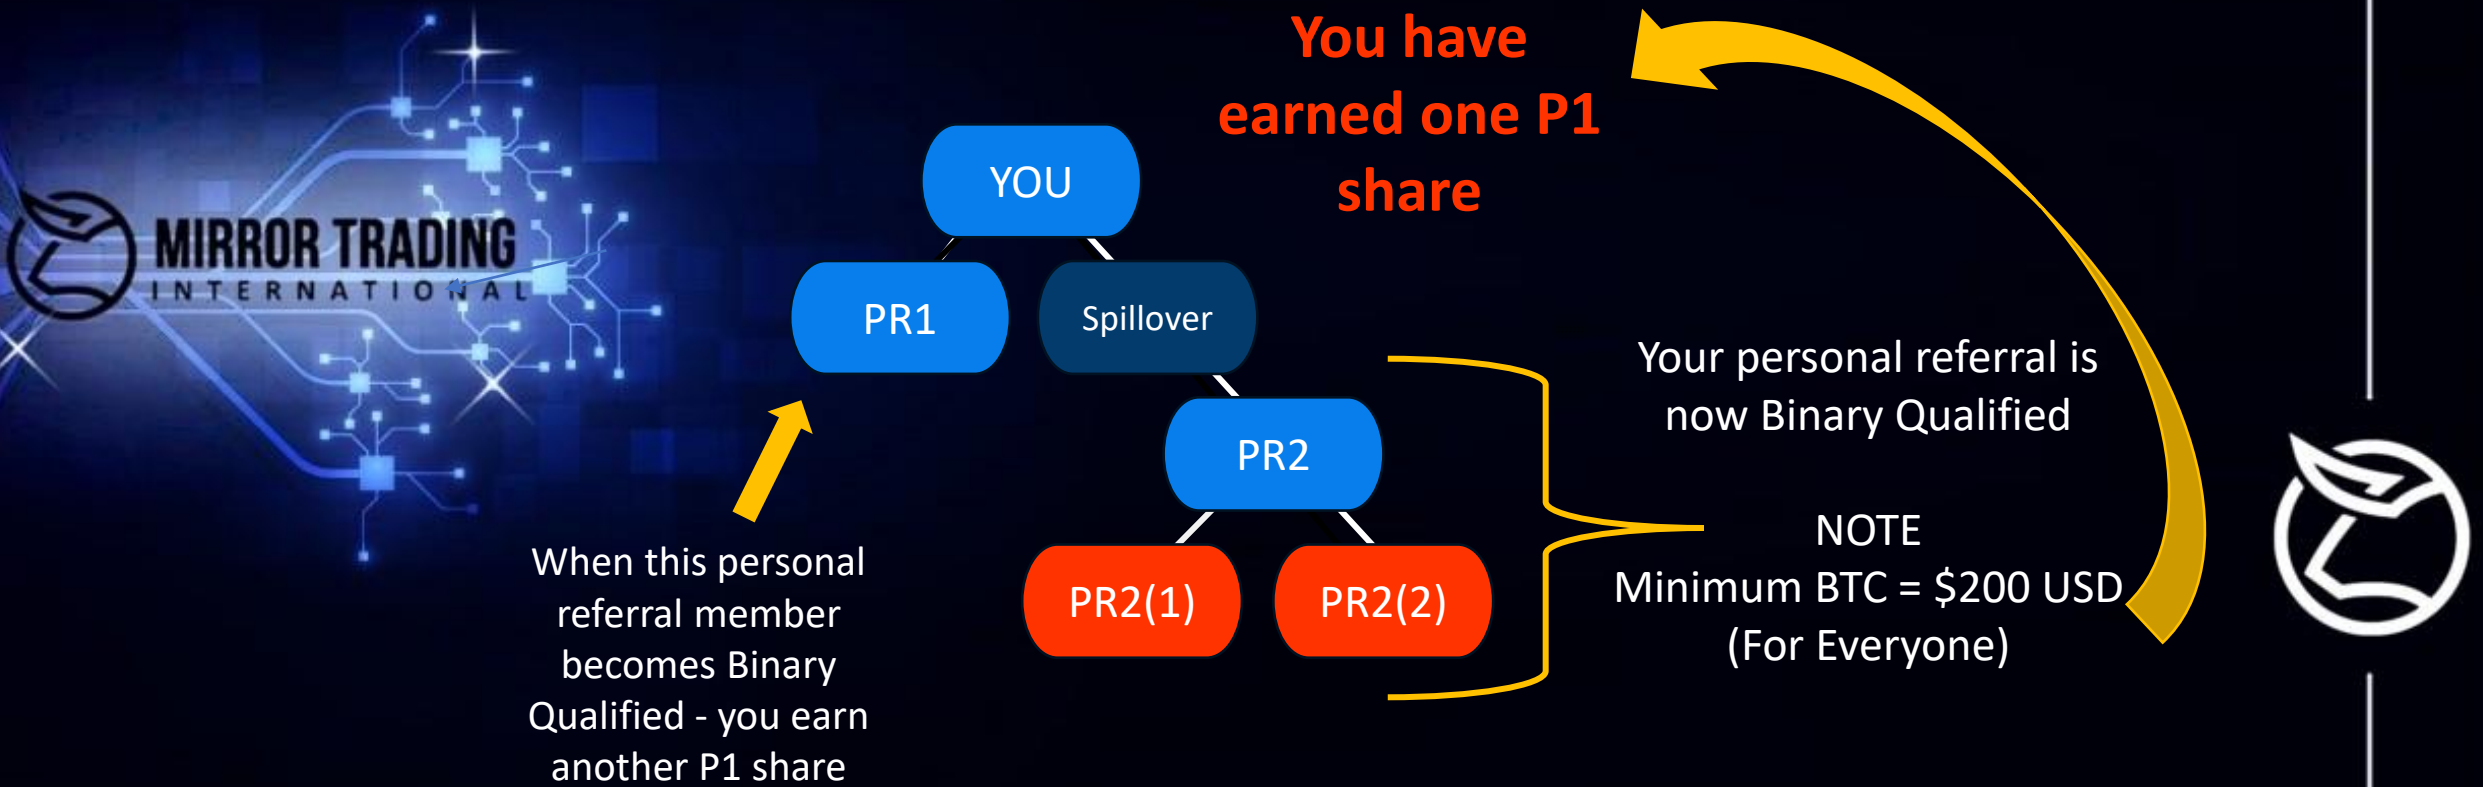 MIRROR TRADING
INTERNATIONAL
You have
earned one P1
share
YOU
PR1
Spillover
PR2
PR2(1)
PR2(2)
When this personal
referral member
becomes Binary
Qualified - you earn
another P1 share
Your personal referral is
now Binary Qualified
NOTE
Minimum BTC = $200 USD
(For Everyone)